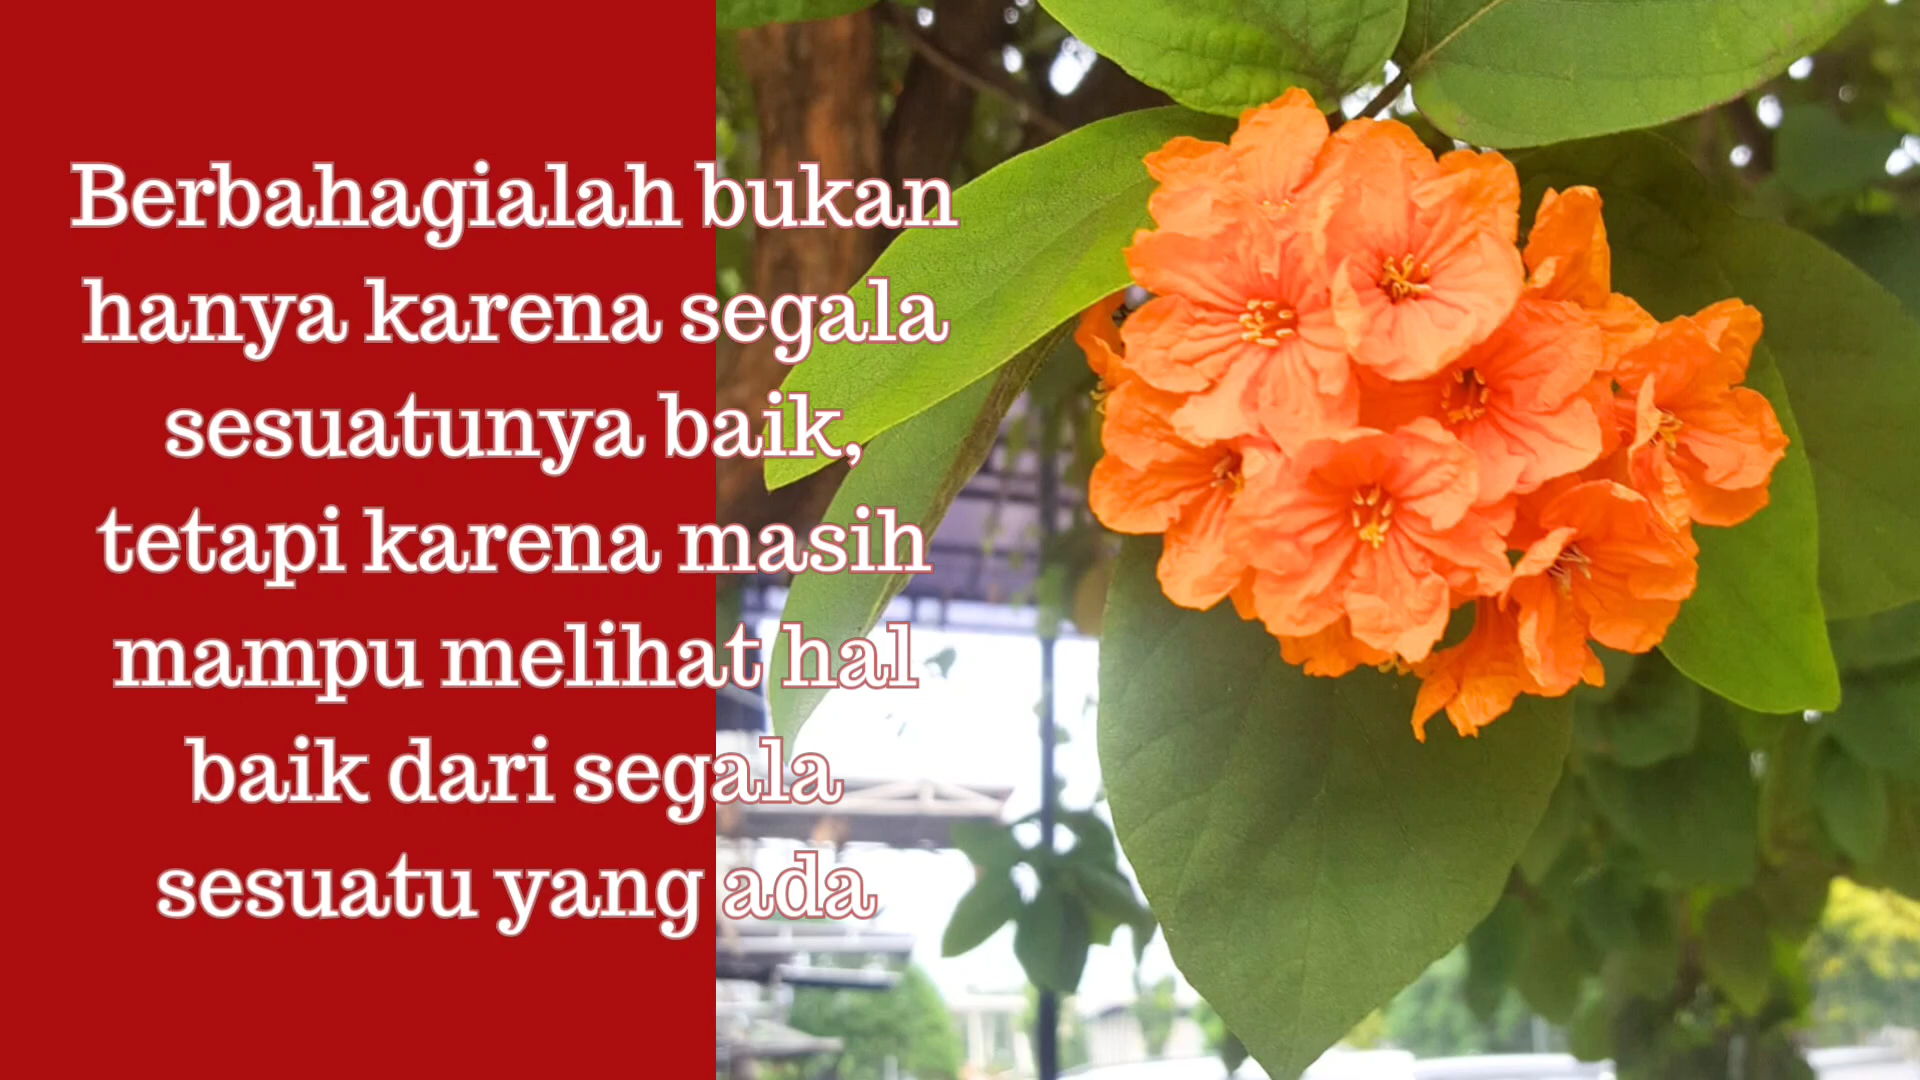 Berbahagialah bukan
hanya karena segala
sesuatunya baik,
tetapi karena masih
mampu melihat hal
baik dari segala
sesuatu yang ada